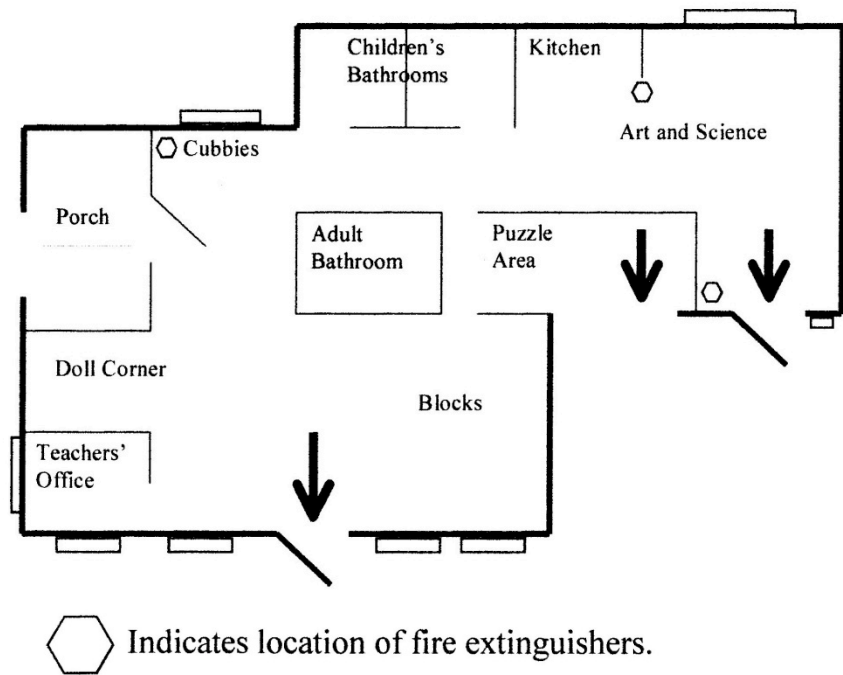 Children's
Bathrooms
Kitchen
Cubbies
Art and Science
Porch
Adult
Bathroom
Puzzle
Area
Doll Corner
Blocks
Teachers'
Office
Indicates location of fire extinguishers.